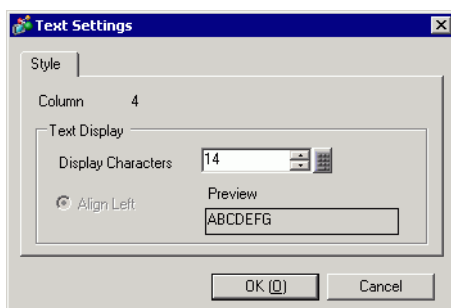 Text Settings
Style
Column 4
Text Display
Display Characters 14
Align Left
Preview
ABCDEFG
OK (O) Cancel